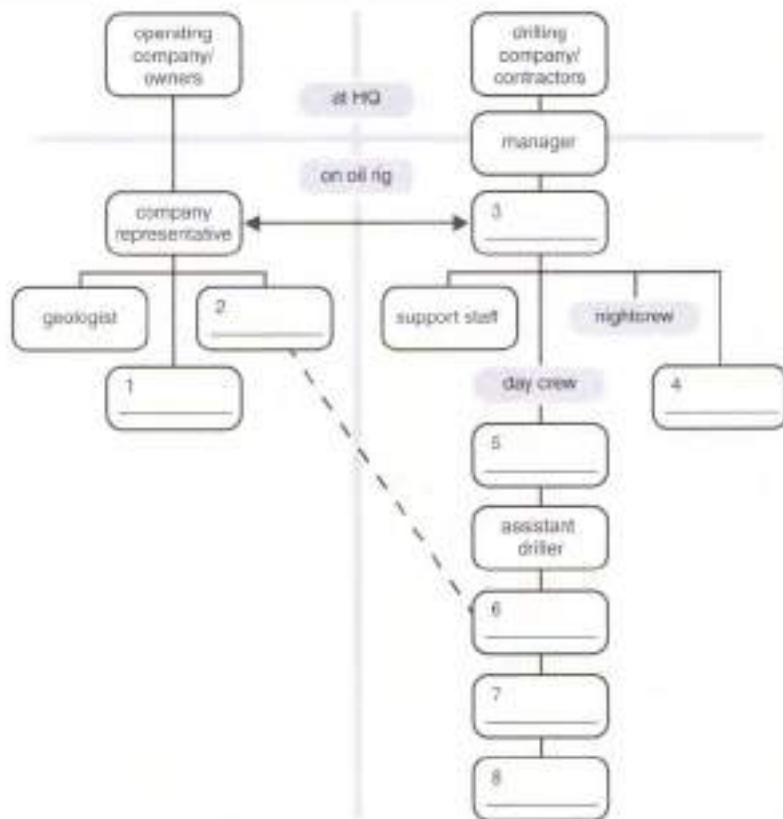 operating
company/
owners
drilling
company/
contractors
at HQ
manager
on oil rig
company
representative
3
geologist
2
support staff
nightcrew
1
day crew
4
5
assistant
driller
6
7
8